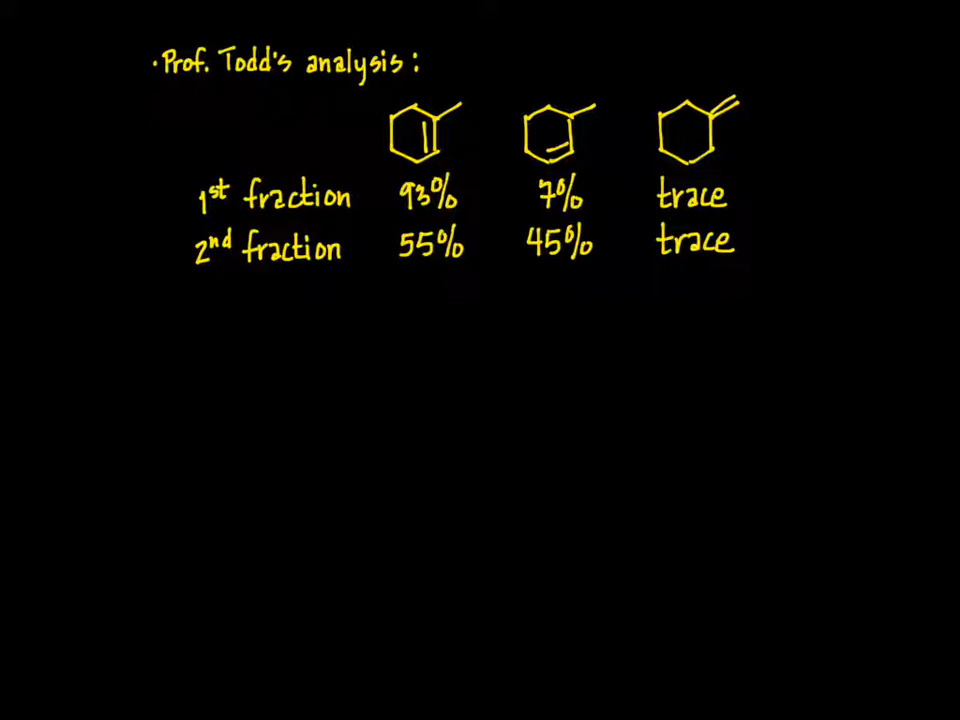 · Prof. Todd's analysis :
1st fraction 93% 7% trace
2nd fraction 55% 45% trace